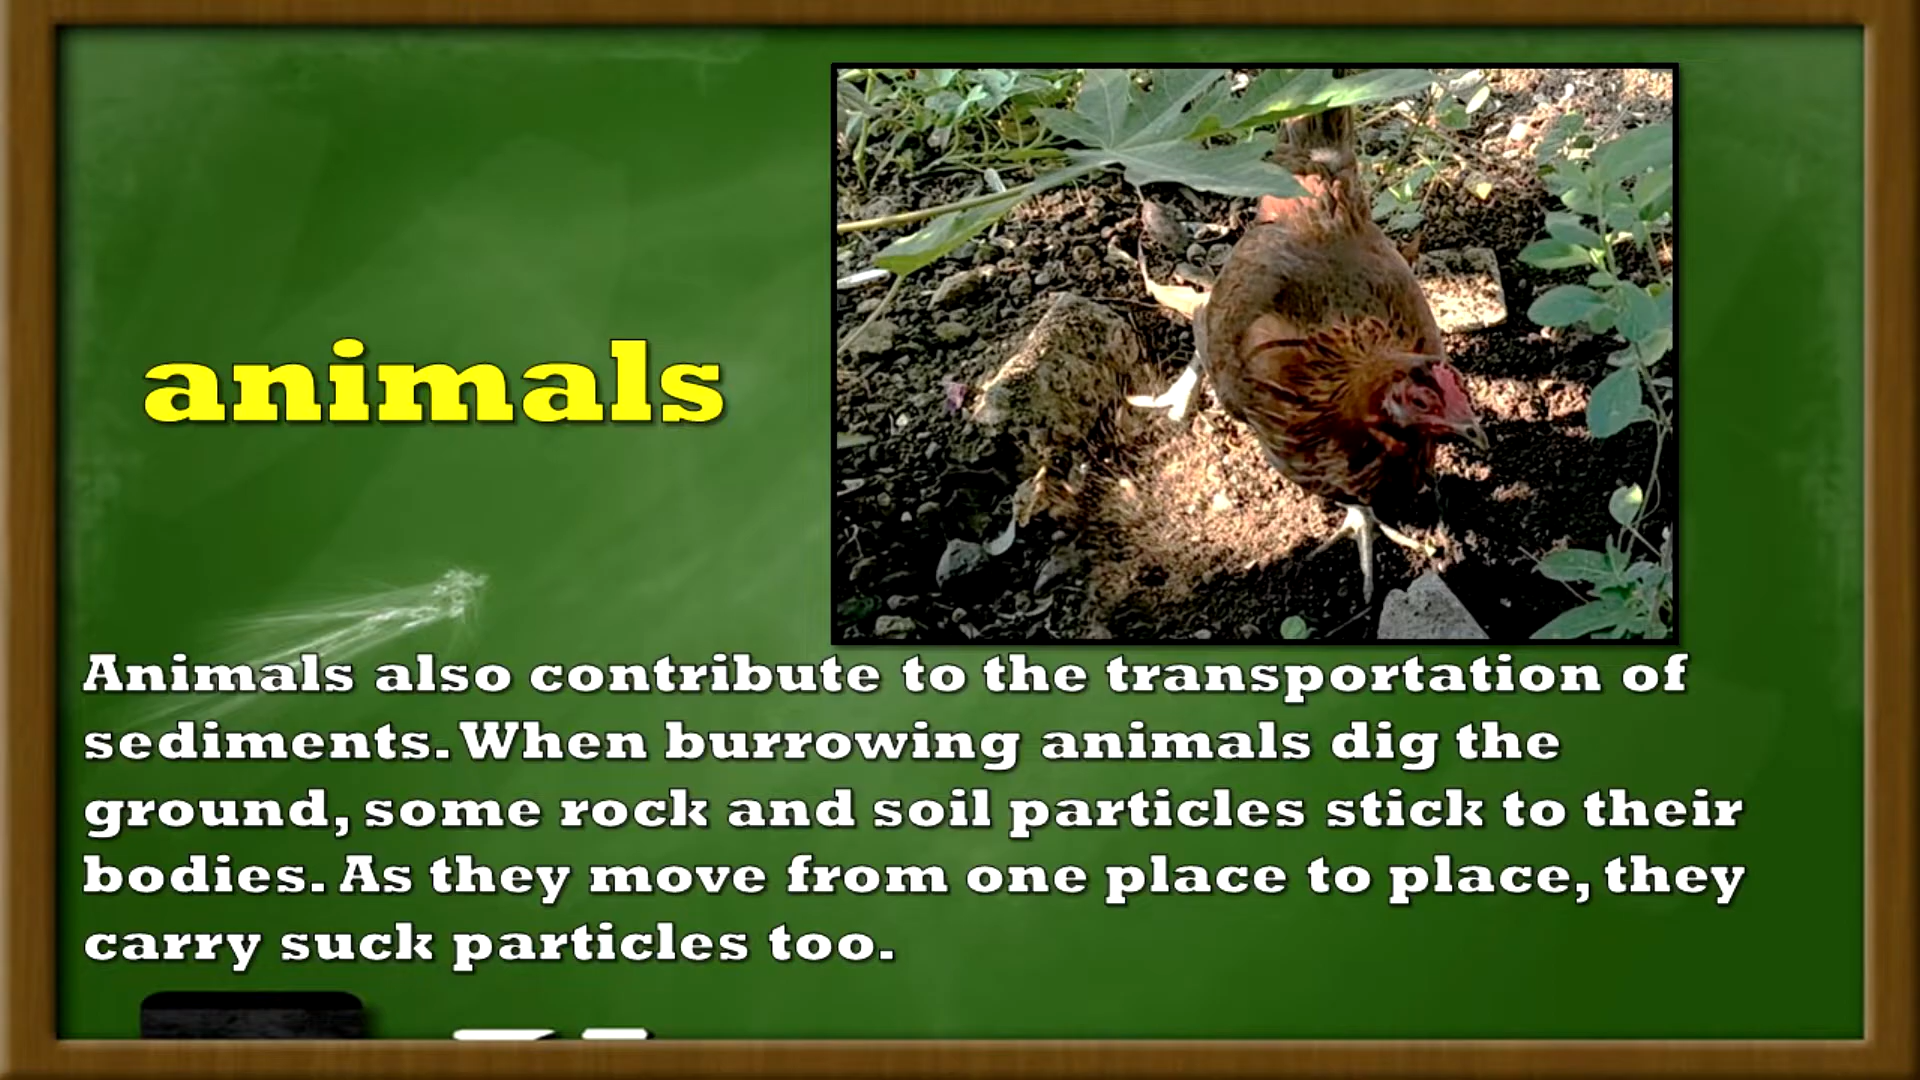 animals
Animals also contribute to the transportation of
sediments. When burrowing animals dig the
ground, some rock and soil particles stick to their
bodies. As they move from one place to place, they
carry suck particles too.